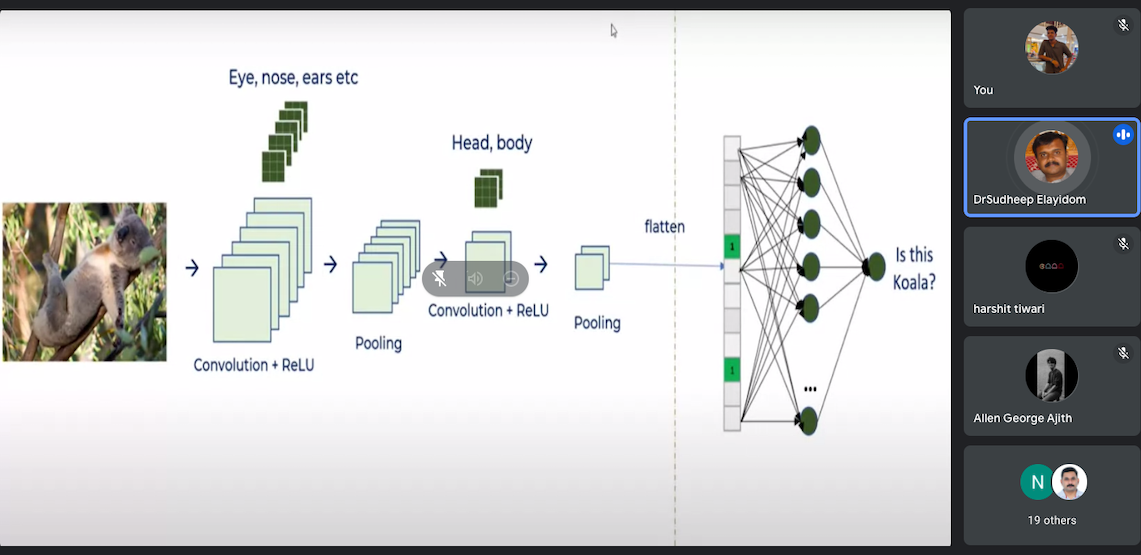 Eye, nose, ears etc
Head, body
flatten
1
1
Is this
Koala?
Convolution + ReLU
Pooling
Convolution + ReLU
Pooling
...
You
DrSudheep Elayidom
harshit tiwari
Allen George Ajith
N
19 others